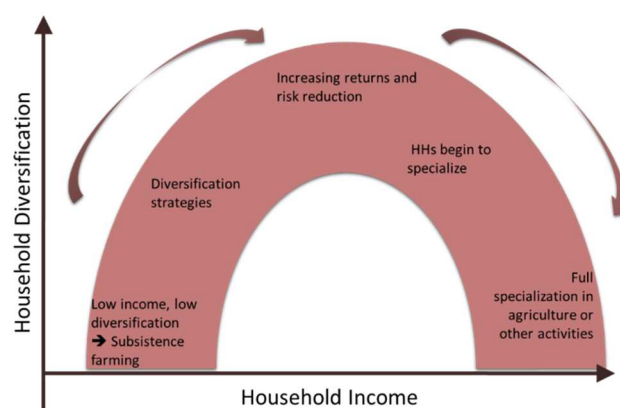 Household Diversification
Increasing returns and
risk reduction
HHs begin to
specialize
Diversification
strategies
Low income, low
diversification
➔ Subsistence
farming
Full
specialization in
agriculture or
other activities
Household Income